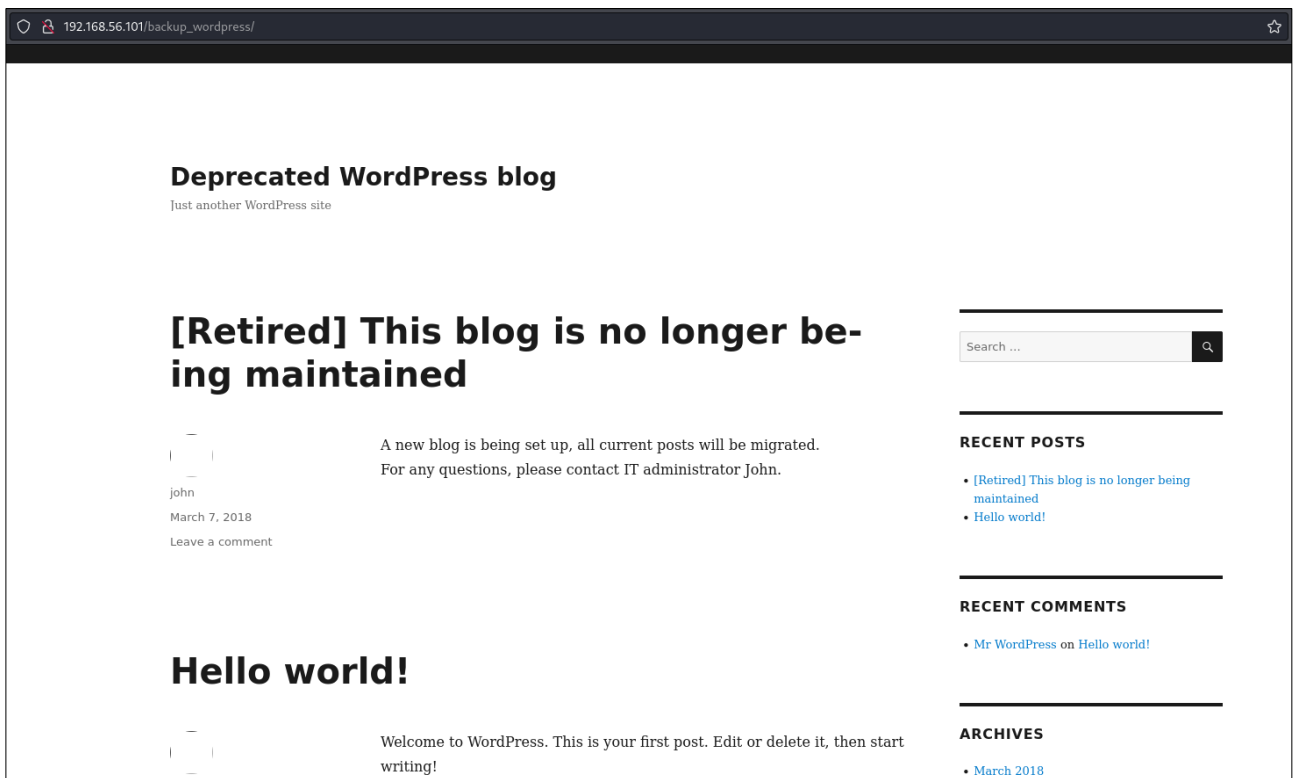 192.168.56.101/backup_wordpress/
Deprecated WordPress blog
Just another WordPress site
[Retired] This blog is no longer be-
ing maintained
A new blog is being set up, all current posts will be migrated.
For any questions, please contact IT administrator John.
john
March 7, 2018
Leave a comment
Hello world!
Welcome to WordPress. This is your first post. Edit or delete it, then start
writing!
Search ...
RECENT POSTS
• [Retired] This blog is no longer being
maintained
• Hello world!
RECENT COMMENTS
• Mr WordPress on Hello world!
ARCHIVES
• March 2018